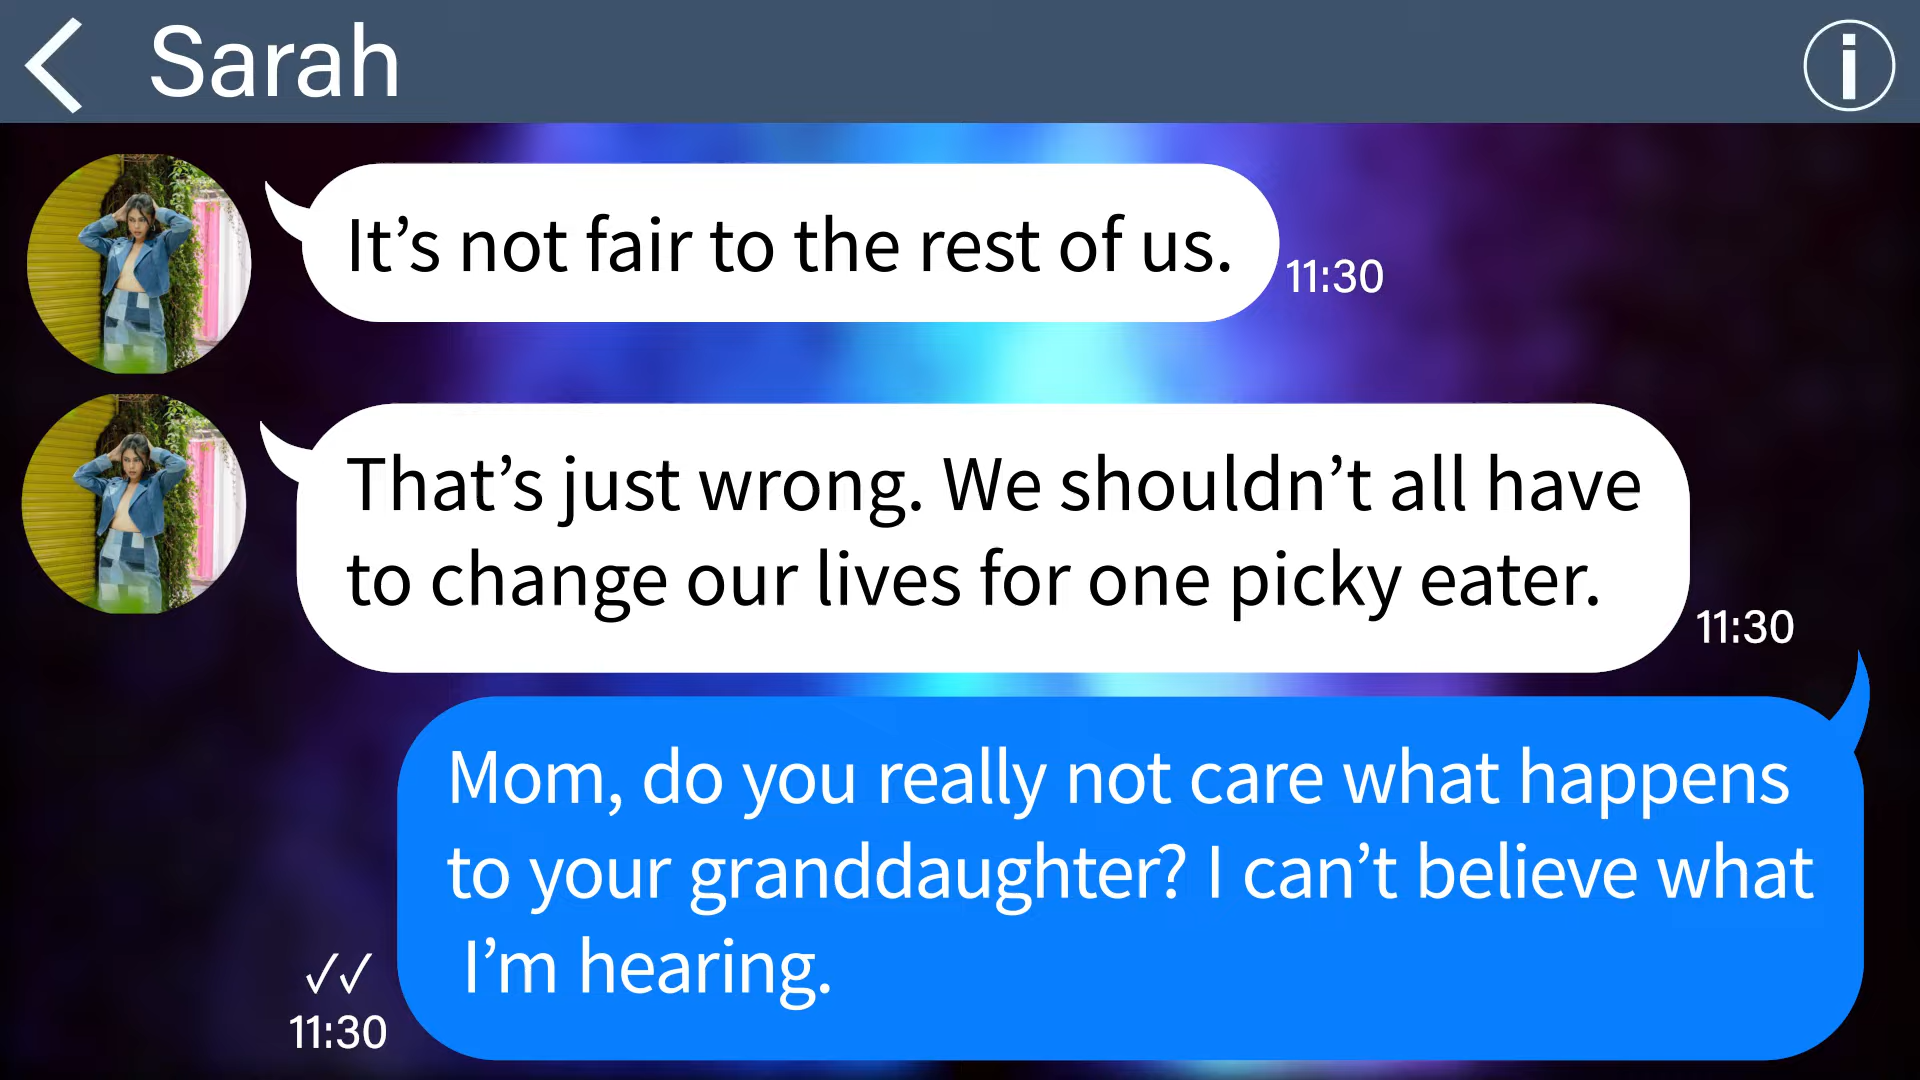 Sarah
It’s not fair to the rest of us.
11:30
That’s just wrong. We shouldn’t all have
to change our lives for one picky eater.
11:30
Mom, do you really not care what happens
to your granddaughter? I can’t believe what
I’m hearing.
11:30